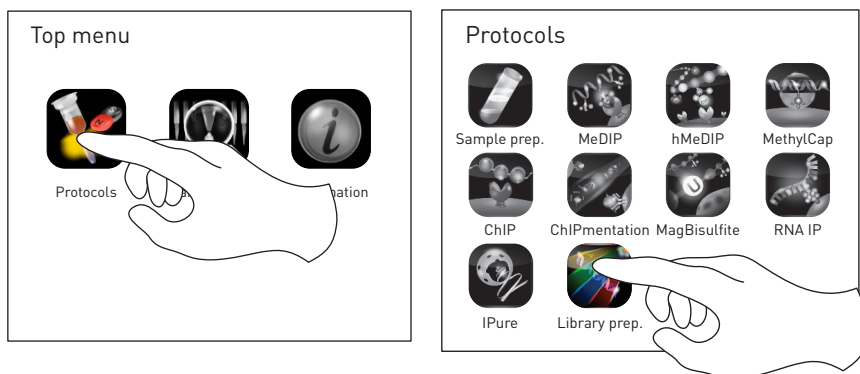 Top menu
Protocols
Protocols
Sample prep.
MeDIP
hMeDIP
MethylCap
ChIP
ChIPmentation
MagBisulfite
RNA IP
IPure
Library prep.